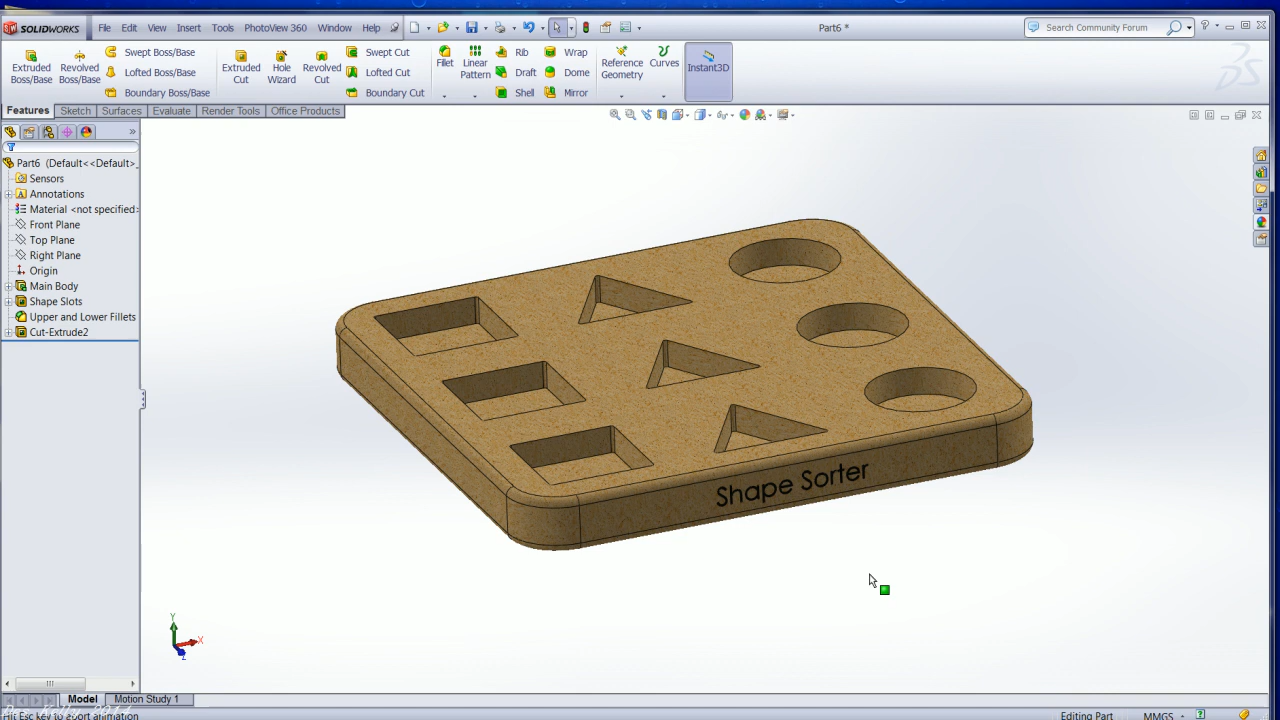 SOLIDWORKS File Edit View Insert Tools PhotoView 360 Window Help Part6 * Search Community Forum
Extruded Boss/Base
Revolved Boss/Base
Swept Boss/Base
Lofted Boss/Base
Boundary Boss/Base
Extruded Cut
Hole Wizard
Revolved Cut
Swept Cut
Lofted Cut
Boundary Cut
Fillet
Linear Pattern
Rib
Draft
Shell
Wrap
Dome
Mirror
Reference Geometry
Curves
Instant3D
Features Sketch Surfaces Evaluate Render Tools Office Products
Part6 (Default<<Default>_
Sensors
Annotations
Material <not specified>
Front Plane
Top Plane
Right Plane
Origin
Main Body
Shape Slots
Upper and Lower Fillets
Cut-Extrude2
Shape Sorter
Y
X
Z
Model Motion Study 1
Hit Esc key to abort animation
Editing Part MMGS